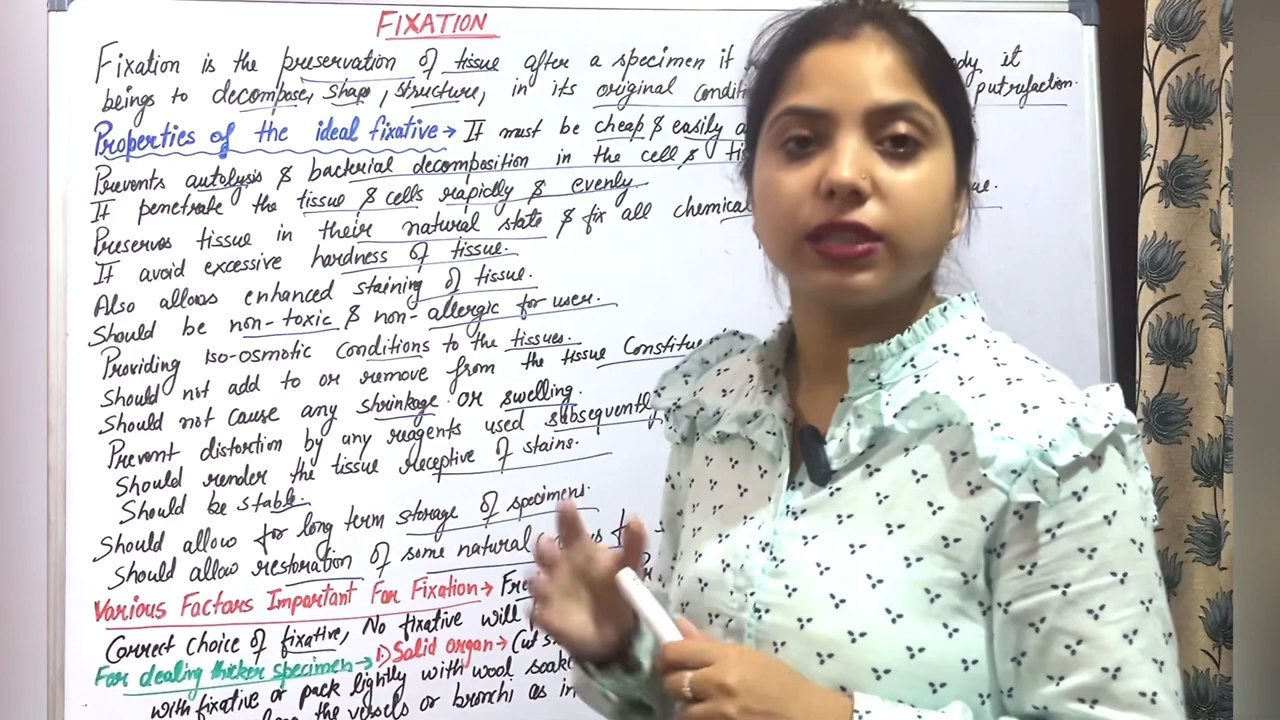 FIXATION
Fixation is the preservation of tissue after a specimen it it
beings to decompose, shape, structure, in its original putrefaction.
Properties of the ideal fixative→ It must be cheap & easily
Prevents autolysis & bacterial decomposition in the cell &
It penetrate the tissue & cells rapidly & evenly
Preserves tissue in their natural state & fix all chemical
It avoid excessive hardness of tissue.
Also allows enhanced staining of tissue.
Should be non-toxic & non-allergic for user.
Providing iso-osmotic conditions to the tissues.
Should not add to or remove from the tissue
Should not cause any shrinkage or swelling
Prevent distortion by any reagents used subsequently
Should render the tissue receptive of stains.
Should be stable.
Should allow for long term storage of specimens.
Should allow restoration of some natural
Various Factors Important For Fixation→
Correct choice of fixative, No fixative will
For dealing thicker specimen→ 1) Solid organ→ Cut
with fixative or pack lightly with wool
the vessels or bronchi as in